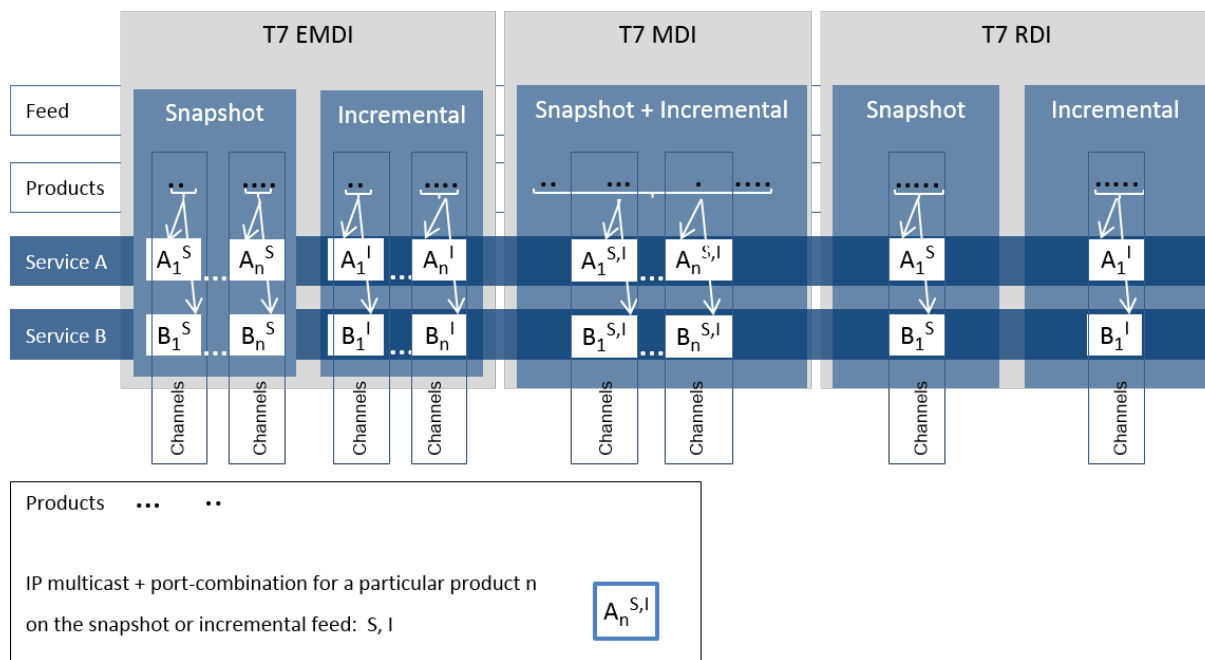 T7 EMDI T7 MDI T7 RDI
Feed Snapshot Incremental Snapshot + Incremental Snapshot Incremental
Products
Service A A₁ˢ ... Aₙˢ A₁ᴵ ... Aₙᴵ A₁ˢ,ᴵ ... Aₙˢ,ᴵ A₁ˢ A₁ᴵ
Service B B₁ˢ ... Bₙˢ B₁ᴵ ... Bₙᴵ B₁ˢ,ᴵ ... Bₙˢ,ᴵ B₁ˢ B₁ᴵ
Channels Channels Channels Channels Channels Channels Channels Channels
Products ... ..
IP multicast + port-combination for a particular product n
on the snapshot or incremental feed: S, I
Aₙˢ,ᴵ